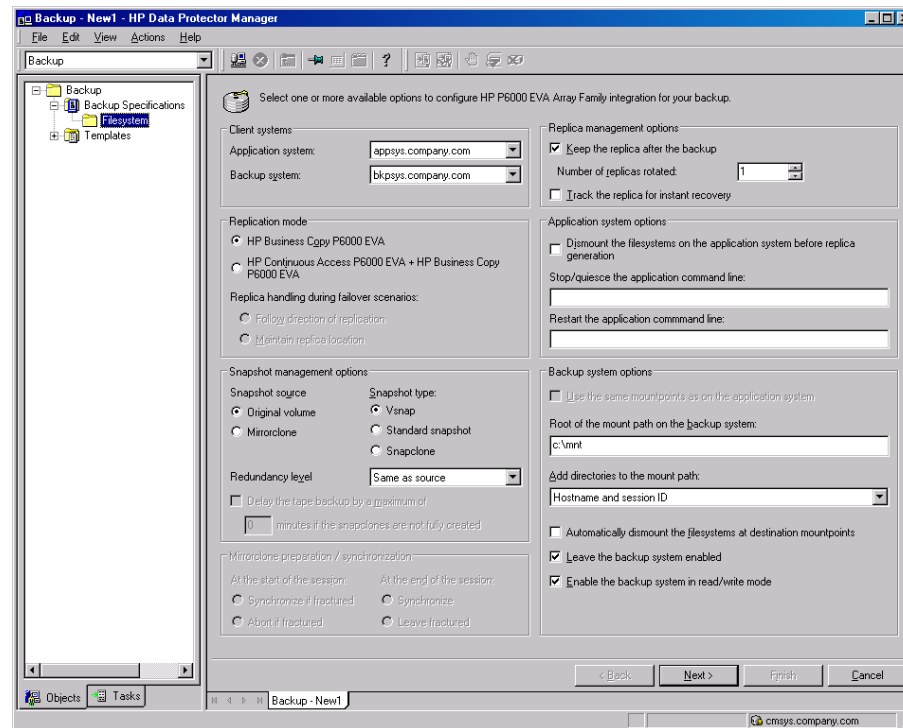 Backup - New1 - HP Data Protector Manager
File Edit View Actions Help
Backup
Backup
Backup Specifications
Filesystem
Templates
Objects
Tasks
Select one or more available options to configure HP P6000 EVA Array Family integration for your backup.
Client systems
Application system:
appsys.company.com
Backup system:
bkpsys.company.com
Replication mode
HP Business Copy P6000 EVA
HP Continuous Access P6000 EVA + HP Business Copy
P6000 EVA
Replica handling during failover scenarios:
Follow direction of replication
Maintain replica location
Snapshot management options
Snapshot source
Original volume
Mirrorclone
Snapshot type:
Vsnap
Standard snapshot
Snapclone
Redundancy level
Same as source
Delay the tape backup by a maximum of
0 minutes if the snapclones are not fully created
Mirrorclone preparation / synchronization
At the start of the session:
Synchronize if fractured
Abort if fractured
At the end of the session:
Synchronize
Leave fractured
Replica management options
Keep the replica after the backup
Number of replicas rotated:
1
Track the replica for instant recovery
Application system options
Dismount the filesystems on the application system before replica
generation
Stop/quiesce the application command line:
Restart the application commmand line:
Backup system options
Use the same mountpoints as on the application system
Root of the mount path on the backup system:
c:\mnt
Add directories to the mount path:
Hostname and session ID
Automatically dismount the filesystems at destination mountpoints
Leave the backup system enabled
Enable the backup system in read/write mode
< Back
Next >
Finish
Cancel
Backup - New1
cmsys.company.com